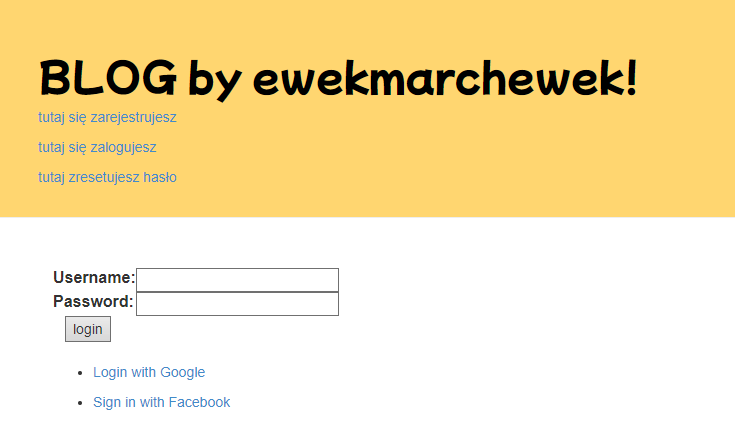 BLOG by ewekmarchewek!
tutaj się zarejestrujesz
tutaj się zalogujesz
tutaj zresetujesz hasło
Username:
Password:
login
Login with Google
Sign in with Facebook